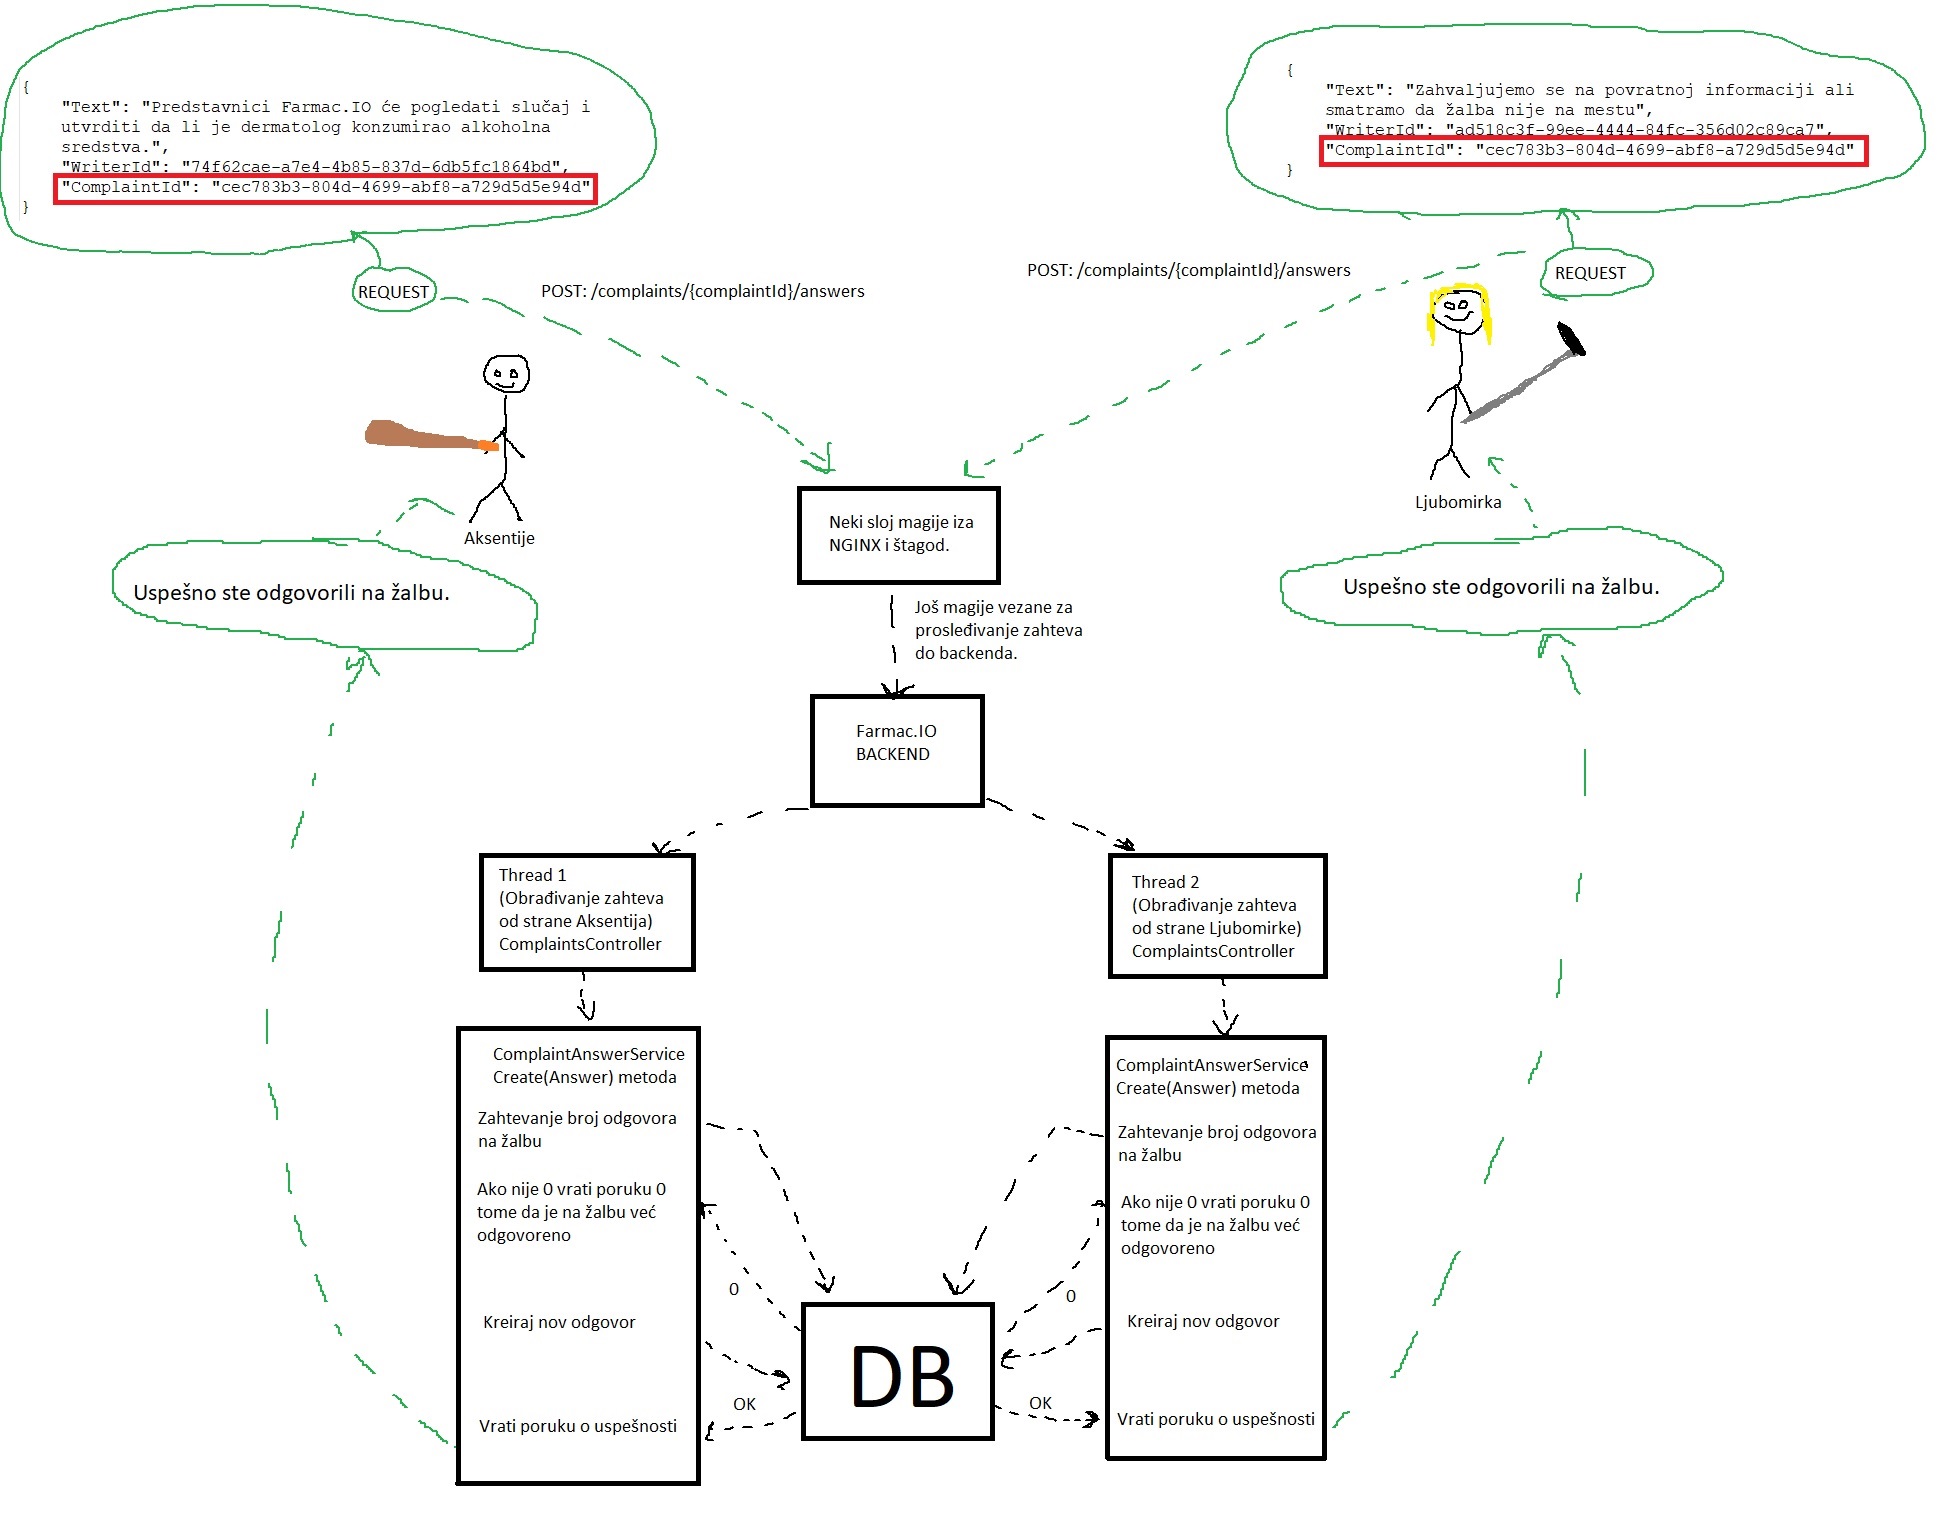 {
"Text": "Predstavnici Farmac.IO će pogledati slučaj i
utvrditi da li je dermatolog konzumirao alkoholna
sredstva.",
"WriterId": "74f62cae-a7e4-4b85-837d-6db5fc1864bd",
"ComplaintId": "cec783b3-804d-4699-abf8-a729d5d5e94d"
}
{
"Text": "Zahvaljujemo se na povratnoj informaciji ali
smatramo da žalba nije na mestu",
"WriterId": "ad518c3f-99ee-4444-84fc-356d02c89ca7",
"ComplaintId": "cec783b3-804d-4699-abf8-a729d5d5e94d"
}
REQUEST
POST: /complaints/{complaintId}/answers
POST: /complaints/{complaintId}/answers
REQUEST
Aksentije
Ljubomirka
Uspešno ste odgovorili na žalbu.
Uspešno ste odgovorili na žalbu.
Neki sloj magije iza
NGINX i štagod.
Još magije vezane za
prosleđivanje zahteva
do backenda.
Farmac.IO
BACKEND
Thread 1
(Obrađivanje zahteva
od strane Aksentija)
ComplaintsController
Thread 2
(Obrađivanje zahteva
od strane Ljubomirke)
ComplaintsController
ComplaintAnswerService
Create(Answer) metoda
Zahtevanje broj odgovora
na žalbu
Ako nije 0 vrati poruku 0
tome da je na žalbu već
odgovoreno
Kreiraj nov odgovor
Vrati poruku o uspešnosti
ComplaintAnswerService
Create(Answer) metoda
Zahtevanje broj odgovora
na žalbu
Ako nije 0 vrati poruku 0
tome da je na žalbu već
odgovoreno
Kreiraj nov odgovor
Vrati poruku o uspešnosti
0
0
DB
OK
OK